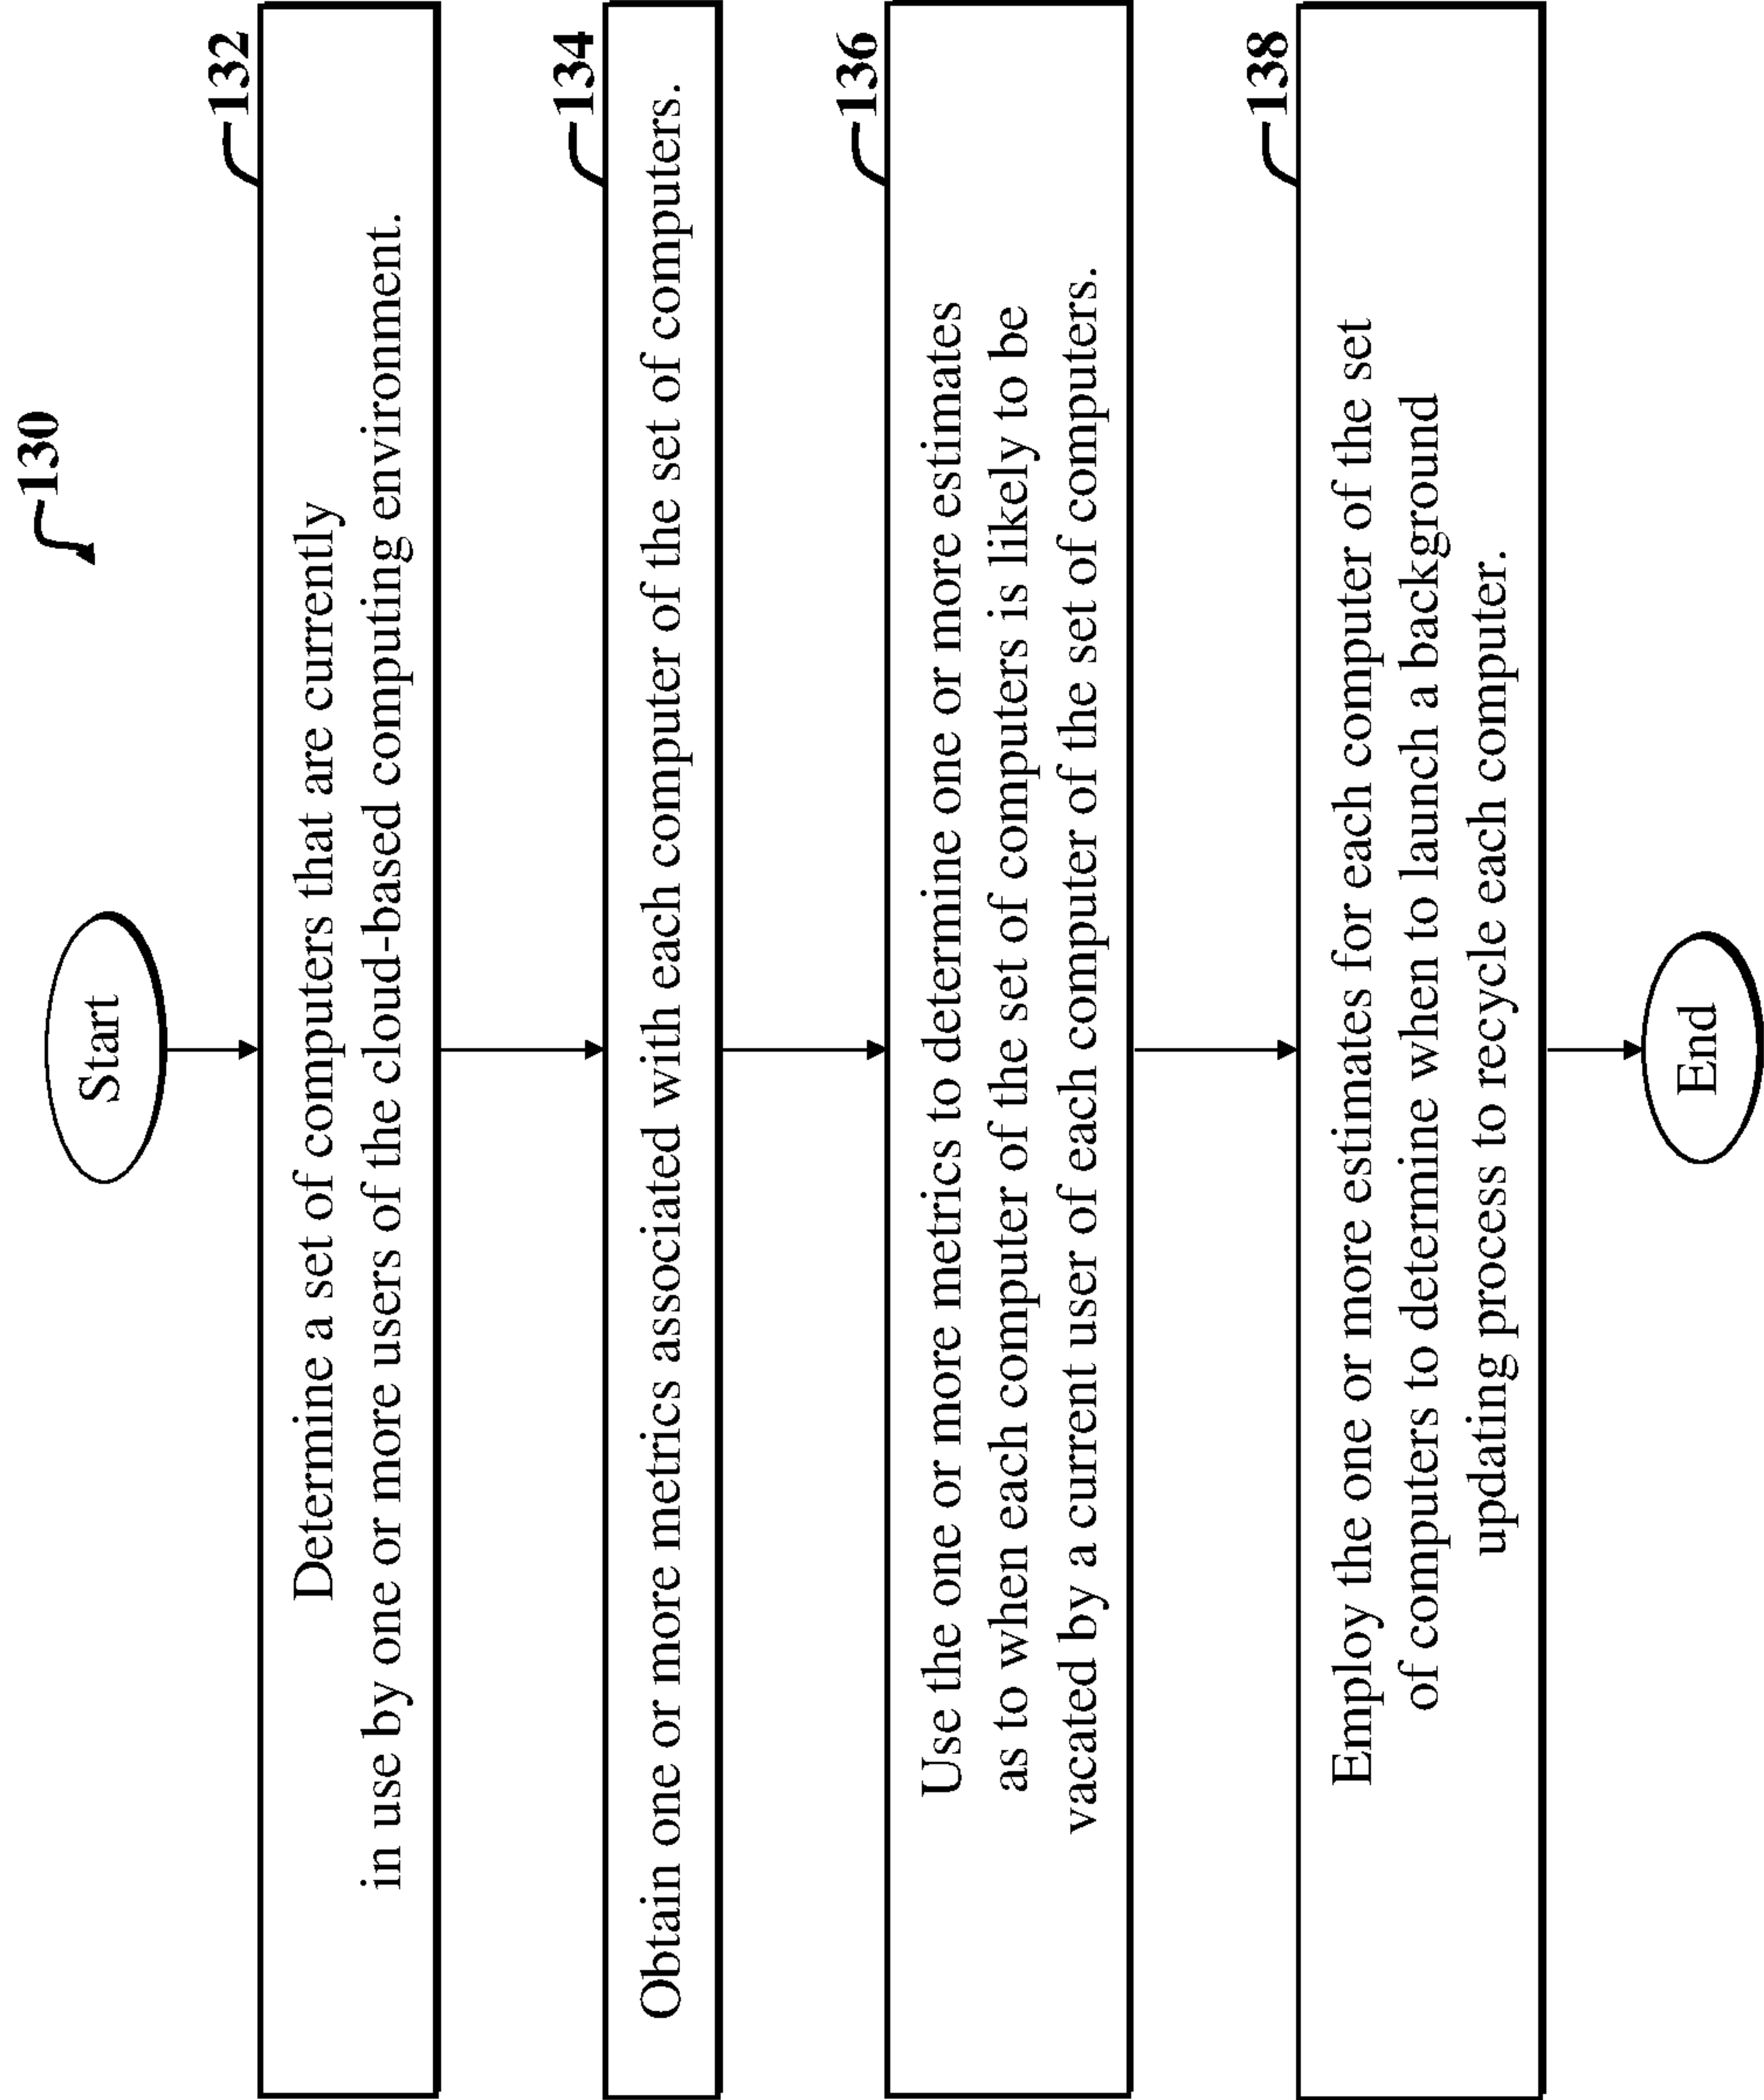 130
Start
132
Determine a set of computers that are currently
in use by one or more users of the cloud-based computing environment.
134
Obtain one or more metrics associated with each computer of the set of computers.
136
Use the one or more metrics to determine one or more estimates
as to when each computer of the set of computers is likely to be
vacated by a current user of each computer of the set of computers.
138
Employ the one or more estimates for each computer of the set
of computers to determine when to launch a background
updating process to recycle each computer.
End